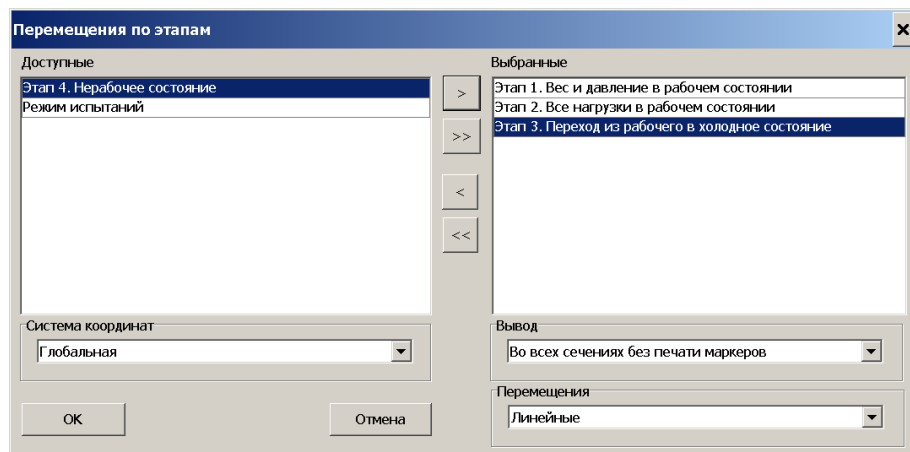 Перемещения по этапам
Доступные
Этап 4. Нерабочее состояние
Режим испытаний
>
>>
<
<<
Выбранные
Этап 1. Вес и давление в рабочем состоянии
Этап 2. Все нагрузки в рабочем состоянии
Этап 3. Переход из рабочего в холодное состояние
Система координат
Глобальная
Вывод
Во всех сечениях без печати маркеров
Перемещения
Линейные
ОК
Отмена